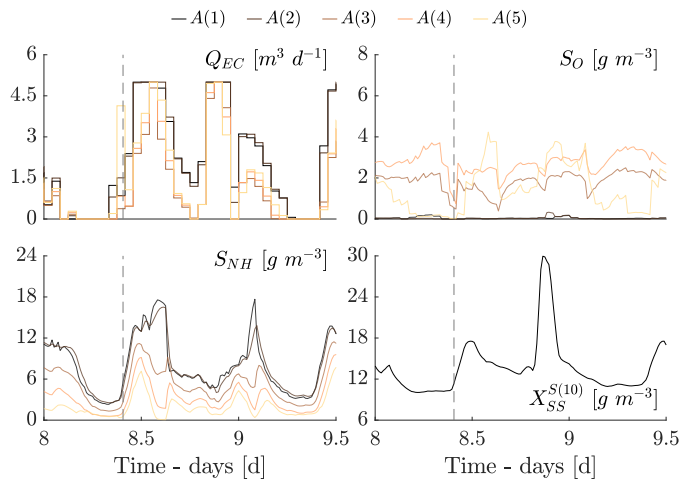 A(1) A(2) A(3) A(4) A(5)
Q_EC [m³ d⁻¹]
6
4.5
3
1.5
0
S_O [g m⁻³]
8
6
4
2
0
S_NH [g m⁻³]
24
18
12
6
0
8 8.5 9 9.5
Time - days [d]
30
24
18
12
6
X_SS^S(10) [g m⁻³]
8 8.5 9 9.5
Time - days [d]